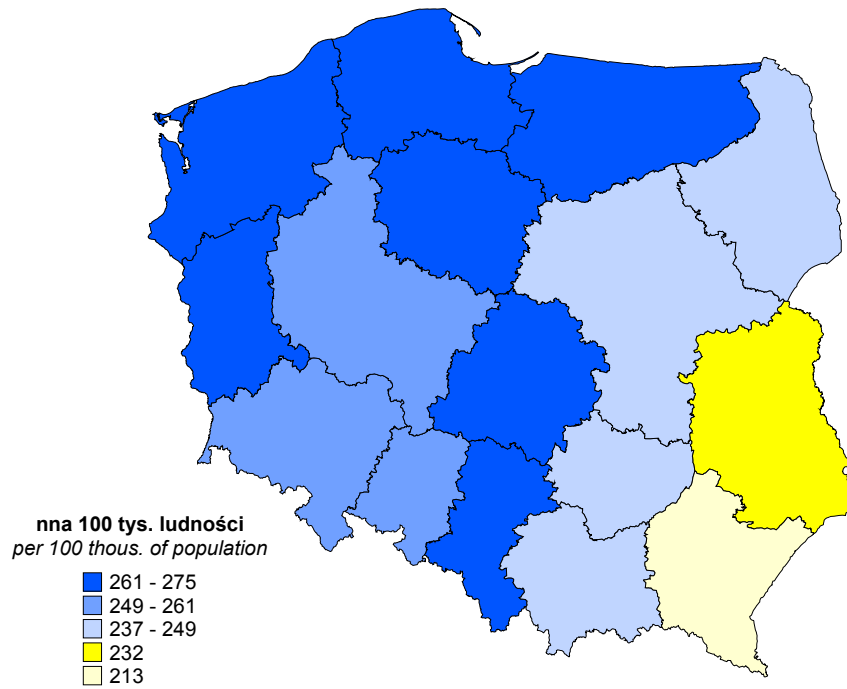 nna 100 tys. ludności
per 100 thous. of population
261 - 275
249 - 261
237 - 249
232
213